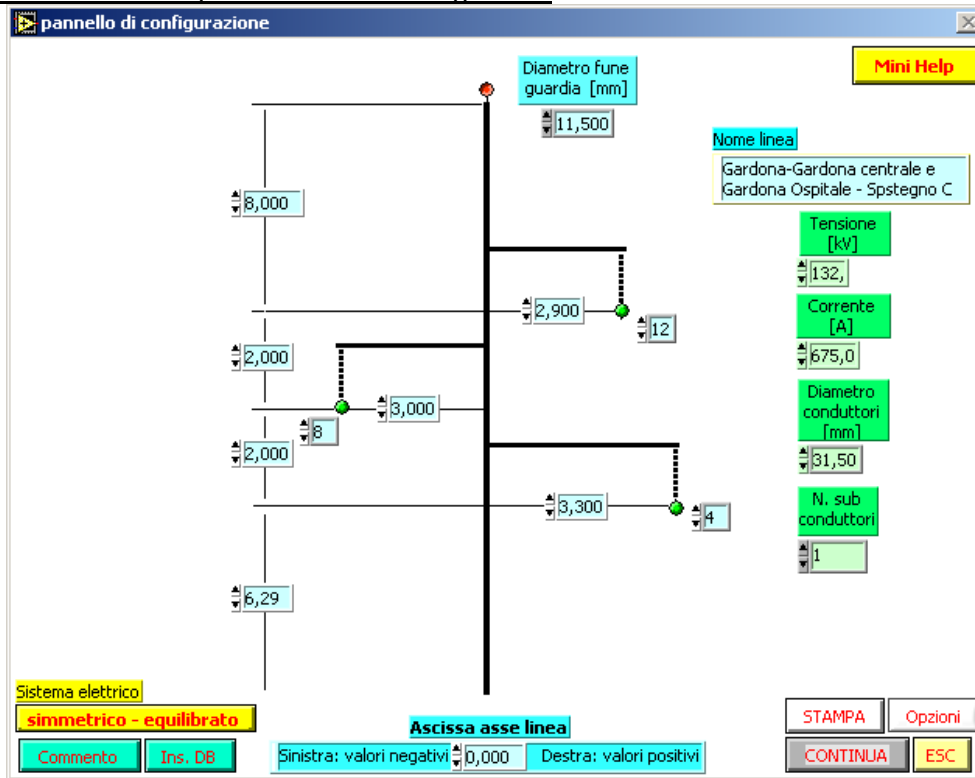 pannello di configurazione
Mini Help
Diametro fune
guardia [mm]
11,500
Nome linea
Gardona-Gardona centrale e
Gardona Ospitale - Spstegno C
8,000
Tensione
[kV]
132,
2,900
12
Corrente
[A]
675,0
2,000
3,000
8
Diametro
conduttori
[mm]
31,50
2,000
3,300
4
N. sub
conduttori
1
6,29
Sistema elettrico
simmetrico - equilibrato
Commento
Ins. DB
Ascissa asse linea
Sinistra: valori negativi
0,000
Destra: valori positivi
STAMPA
Opzioni
CONTINUA
ESC